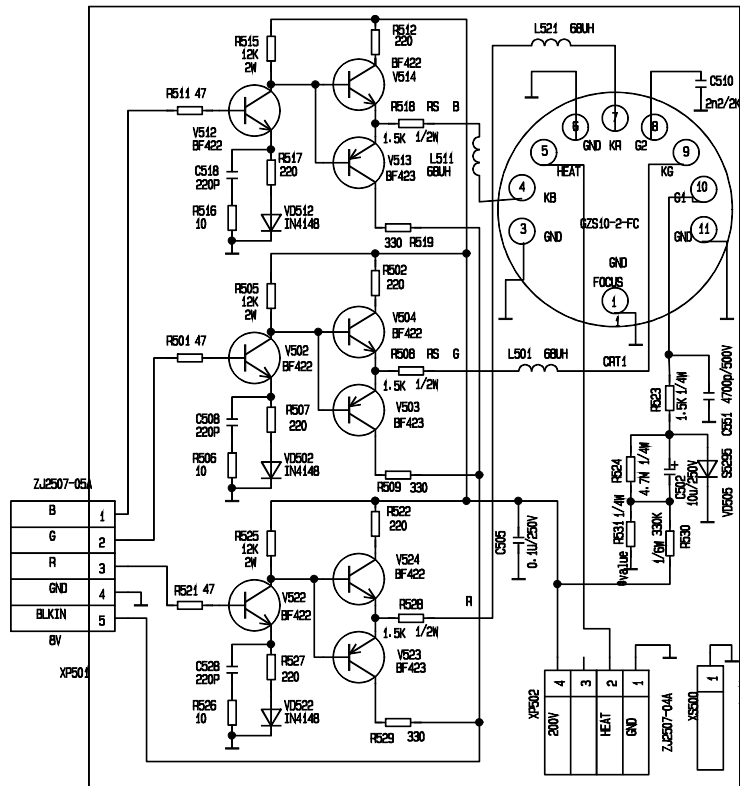 R515
12K
2W
R512
220
BF422
V514
L521 68UH
R511 47
V512
BF422
R518 RS B
1.5K 1/2W
V513
BF423
L511
68UH
C510
2n2/2K
C518
220P
R517
220
R516
10
VD512
IN4148
330 R519
6
GND
7
KR
8
G2
5
HEAT
9
KG
4
KB
10
G1
3
GND
GZS10-2-FC
11
GND
GND
FOCUS
1
1
CRT1
R505
12K
2W
R502
220
V504
BF422
R501 47
V502
BF422
R508 RS G
1.5K 1/2W
L501 68UH
V503
BF423
C508
220P
R507
220
R506
10
VD502
IN4148
R509 330
R523
1.5K 1/4W
C551 4700p/500V
R524
4.7M 1/4W
+
C502
10u/250V
S5295
VD505
R531 1/4W
@value
1/6W 330K
R530
ZJ2507-05A
B 1
G 2
R 3
GND 4
BLKIN 5
8V
XP501
R525
12K
2W
R522
220
V524
BF422
C505
0.1U/250V
R521 47
V522
BF422
R528 R
1.5K 1/2W
V523
BF423
C528
220P
R527
220
R526
10
VD522
IN4148
R529 330
XP502
4
200V
3
2
HEAT
1
GND
ZJ2507-04A
XS500
1